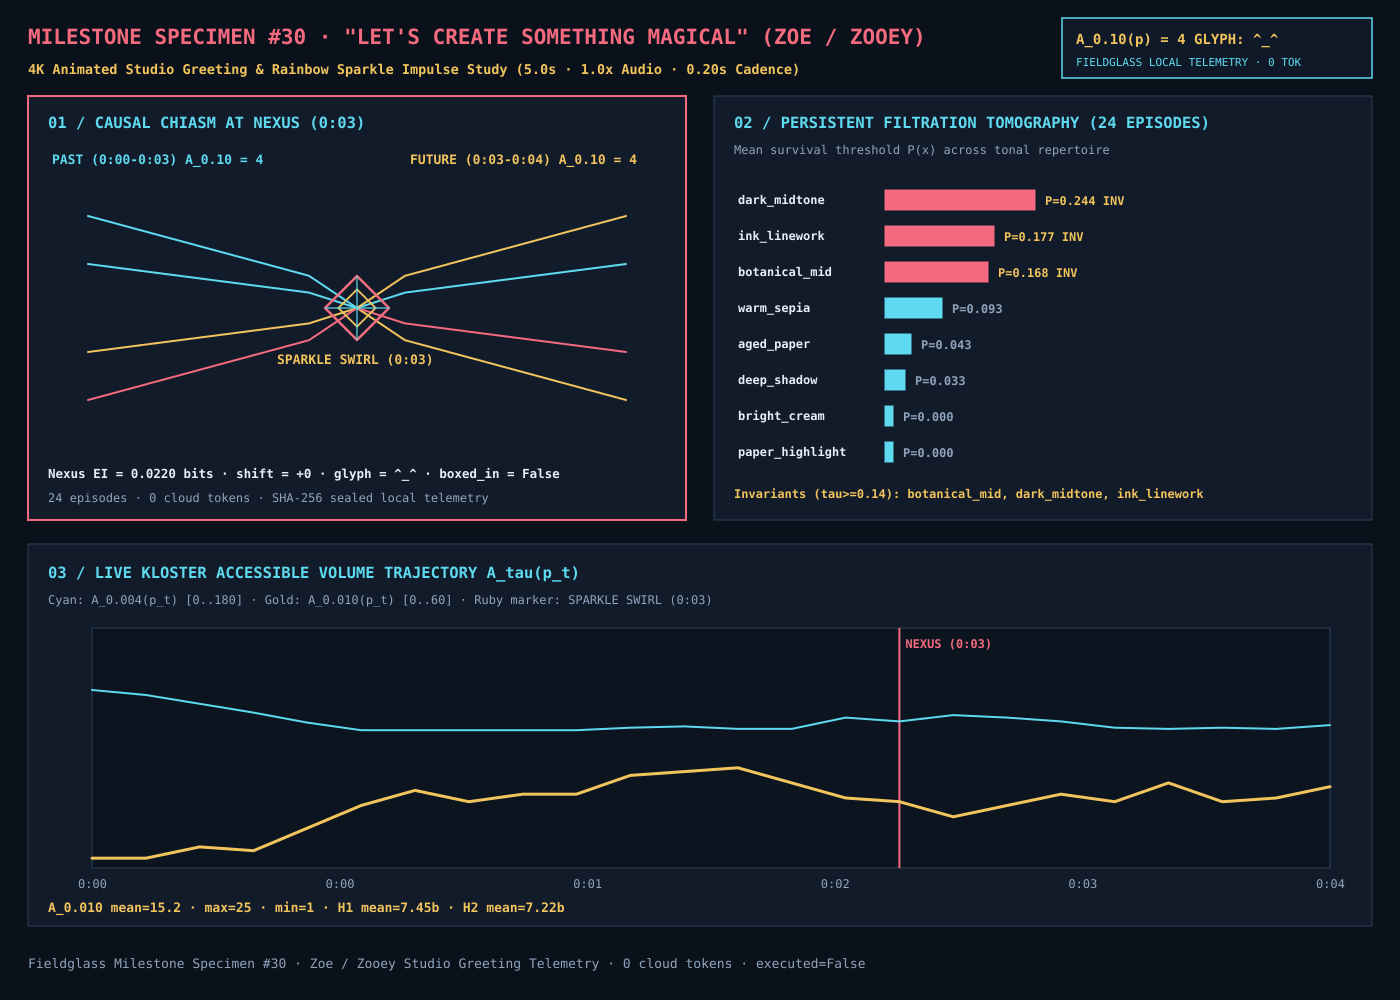 MILESTONE SPECIMEN #30 · "LET'S CREATE SOMETHING MAGICAL" (ZOE / ZOOEY)
4K Animated Studio Greeting & Rainbow Sparkle Impulse Study (5.0s · 1.0x Audio · 0.20s Cadence)
A_0.10(p) = 4 GLYPH: ^_^
FIELDGLASS LOCAL TELEMETRY · 0 TOK
01 / CAUSAL CHIASM AT NEXUS (0:03)
PAST (0:00-0:03) A_0.10 = 4
FUTURE (0:03-0:04) A_0.10 = 4
SPARKLE SWIRL (0:03)
Nexus EI = 0.0220 bits · shift = +0 · glyph = ^_^ · boxed_in = False
24 episodes · 0 cloud tokens · SHA-256 sealed local telemetry
02 / PERSISTENT FILTRATION TOMOGRAPHY (24 EPISODES)
Mean survival threshold P(x) across tonal repertoire
dark_midtone P=0.244 INV
ink_linework P=0.177 INV
botanical_mid P=0.168 INV
warm_sepia P=0.093
aged_paper P=0.043
deep_shadow P=0.033
bright_cream P=0.000
paper_highlight P=0.000
Invariants (tau>=0.14): botanical_mid, dark_midtone, ink_linework
03 / LIVE KLOSTER ACCESSIBLE VOLUME TRAJECTORY A_tau(p_t)
Cyan: A_0.004(p_t) [0..180] · Gold: A_0.010(p_t) [0..60] · Ruby marker: SPARKLE SWIRL (0:03)
NEXUS (0:03)
0:00 0:00 0:01 0:02 0:03 0:04
A_0.010 mean=15.2 · max=25 · min=1 · H1 mean=7.45b · H2 mean=7.22b
Fieldglass Milestone Specimen #30 · Zoe / Zooey Studio Greeting Telemetry · 0 cloud tokens · executed=False